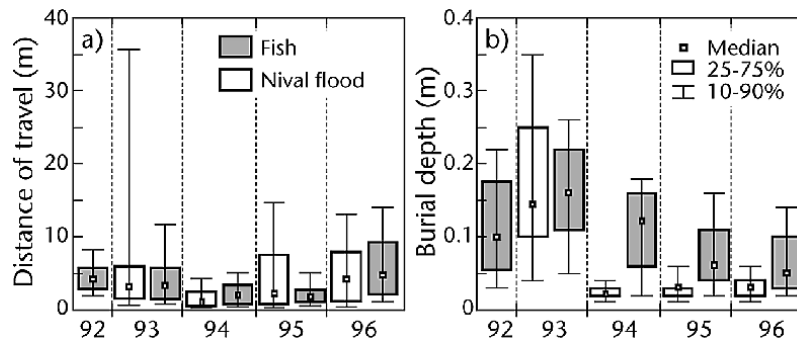 a)
Distance of travel (m)
40
30
20
10
0
Fish
Nival flood
92 93 94 95 96
b)
Burial depth (m)
0.4
0.3
0.2
0.1
0
Median
25-75%
10-90%
92 93 94 95 96